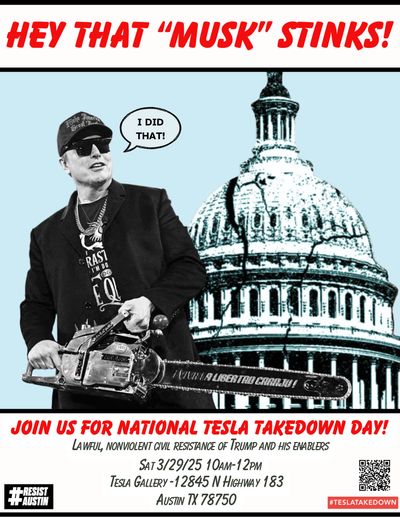 HEY THAT "MUSK" STINKS!
I DID
THAT!
¡VIVA LA LIBERTAD CARAJO!
JOIN US FOR NATIONAL TESLA TAKEDOWN DAY!
LAWFUL, NONVIOLENT CIVIL RESISTANCE OF TRUMP AND HIS ENABLERS
SAT 3/29/25 10AM-12PM
TESLA GALLERY -12845 N HIGHWAY 183
AUSTIN TX 78750
#RESIST
AUSTIN
#TESLATAKEDOWN